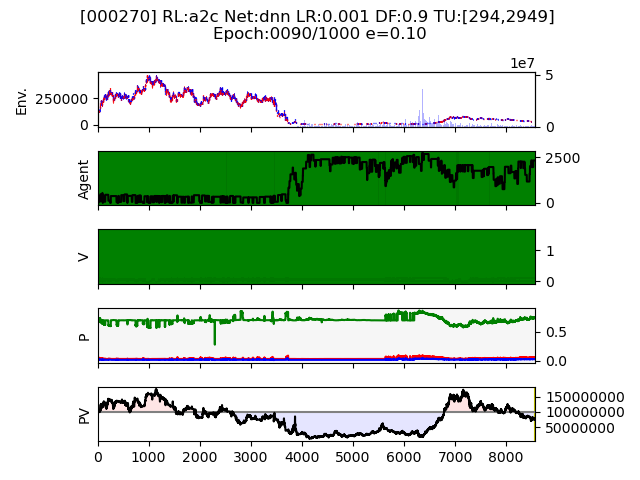 [000270] RL:a2c Net:dnn LR:0.001 DF:0.9 TU:[294,2949]
Epoch:0090/1000 e=0.10
1e7
Env.
250000
0
5
0
Agent
2500
0
V
1
0
P
0.5
0.0
PV
150000000
100000000
50000000
0 1000 2000 3000 4000 5000 6000 7000 8000